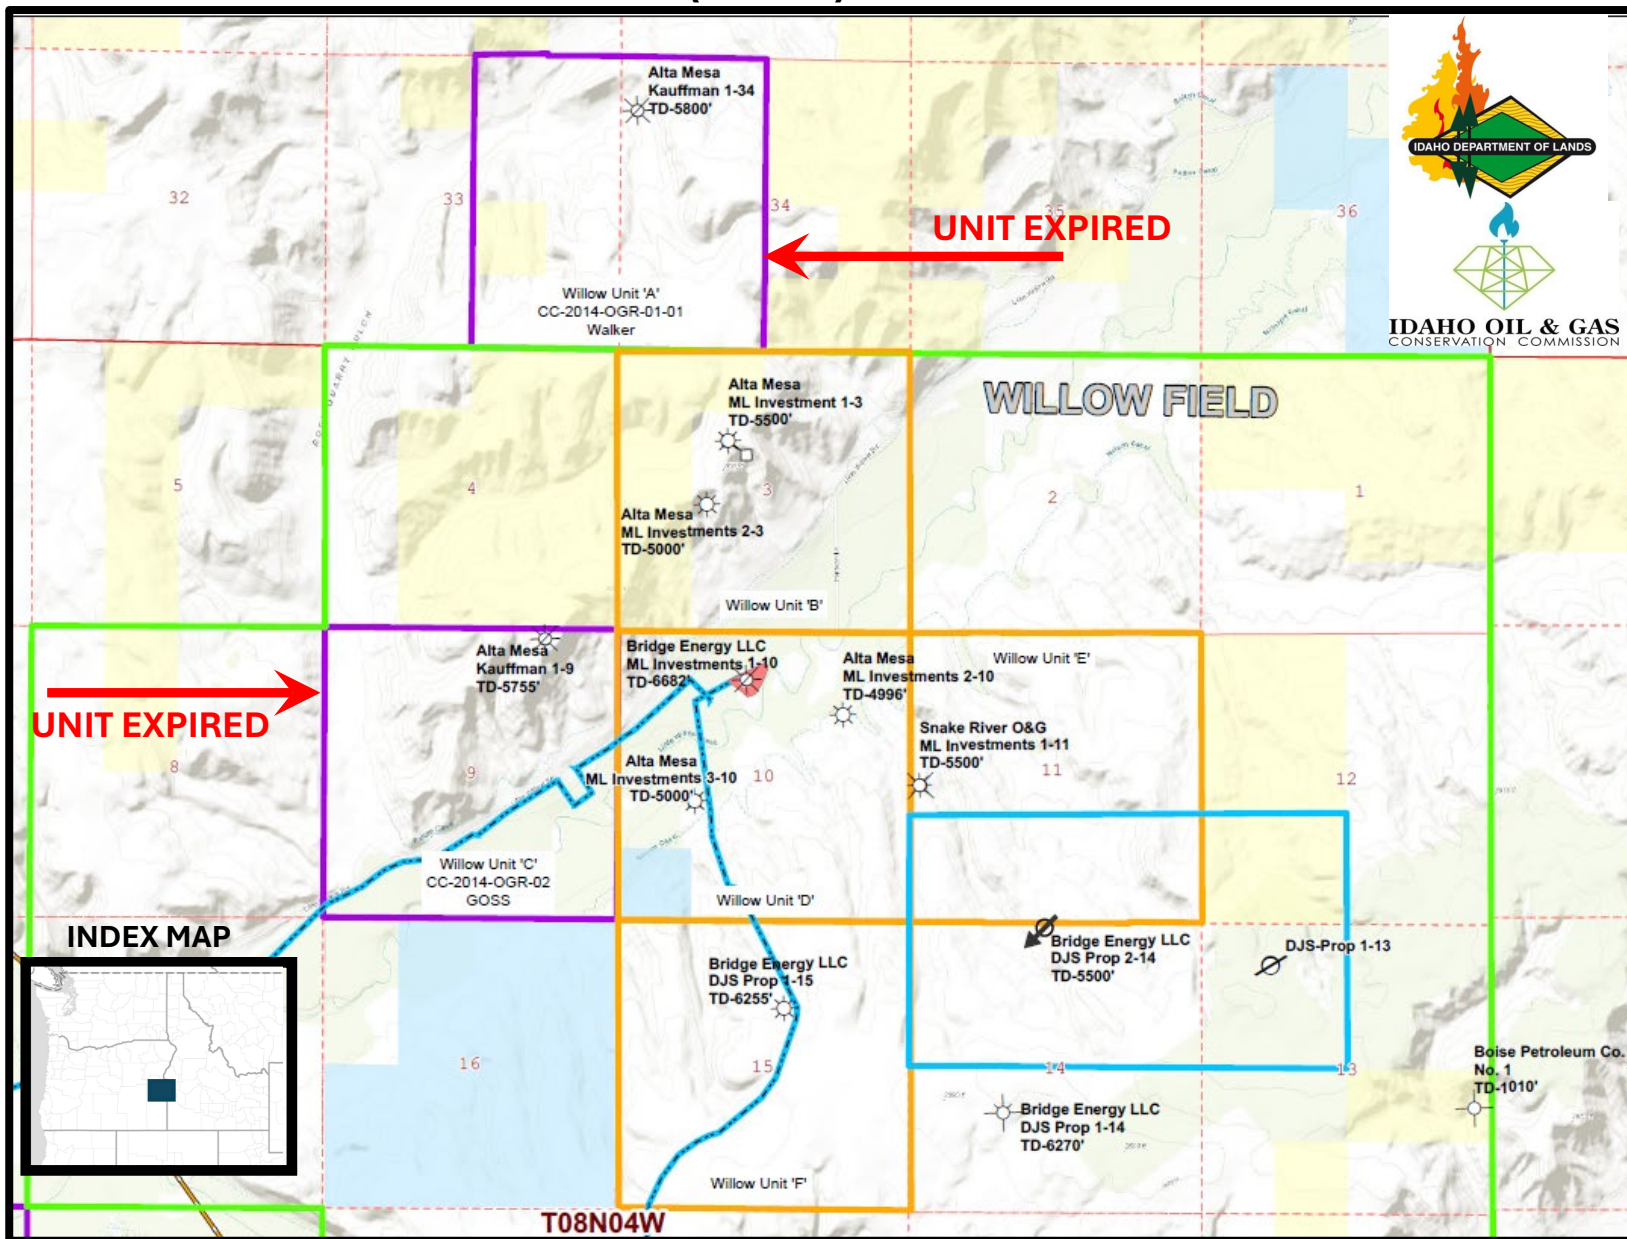 Alta Mesa
Kauffman 1-34
TD-5800'
IDAHO DEPARTMENT OF LANDS
32
33
34
35
36
UNIT EXPIRED
Willow Unit 'A'
CC-2014-OGR-01-01
Walker
IDAHO OIL & GAS
CONSERVATION COMMISSION
Alta Mesa
ML Investment 1-3
TD-5500'
WILLOW FIELD
5
4
3
2
1
Alta Mesa
ML Investments 2-3
TD-5000'
Willow Unit 'B'
Alta Mesa
Kauffman 1-9
TD-5755'
Bridge Energy LLC
ML Investments 1-10
TD-6682'
Alta Mesa
ML Investments 2-10
TD-4996'
Willow Unit 'E'
UNIT EXPIRED
Snake River O&G
ML Investments 1-11
TD-5500'
8
9
10
11
12
Alta Mesa
ML Investments 3-10
TD-5000'
Willow Unit 'C'
CC-2014-OGR-02
GOSS
Willow Unit 'D'
INDEX MAP
Bridge Energy LLC
DJS Prop 1-15
TD-6255'
Bridge Energy LLC
DJS Prop 2-14
TD-5500'
DJS-Prop 1-13
16
15
14
13
Boise Petroleum Co.
No. 1
TD-1010'
Bridge Energy LLC
DJS Prop 1-14
TD-6270'
Willow Unit 'F'
T08N04W